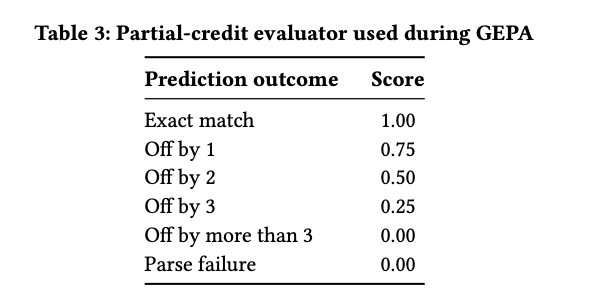 Table 3: Partial-credit evaluator used during GEPA
Prediction outcome Score
Exact match 1.00
Off by 1 0.75
Off by 2 0.50
Off by 3 0.25
Off by more than 3 0.00
Parse failure 0.00